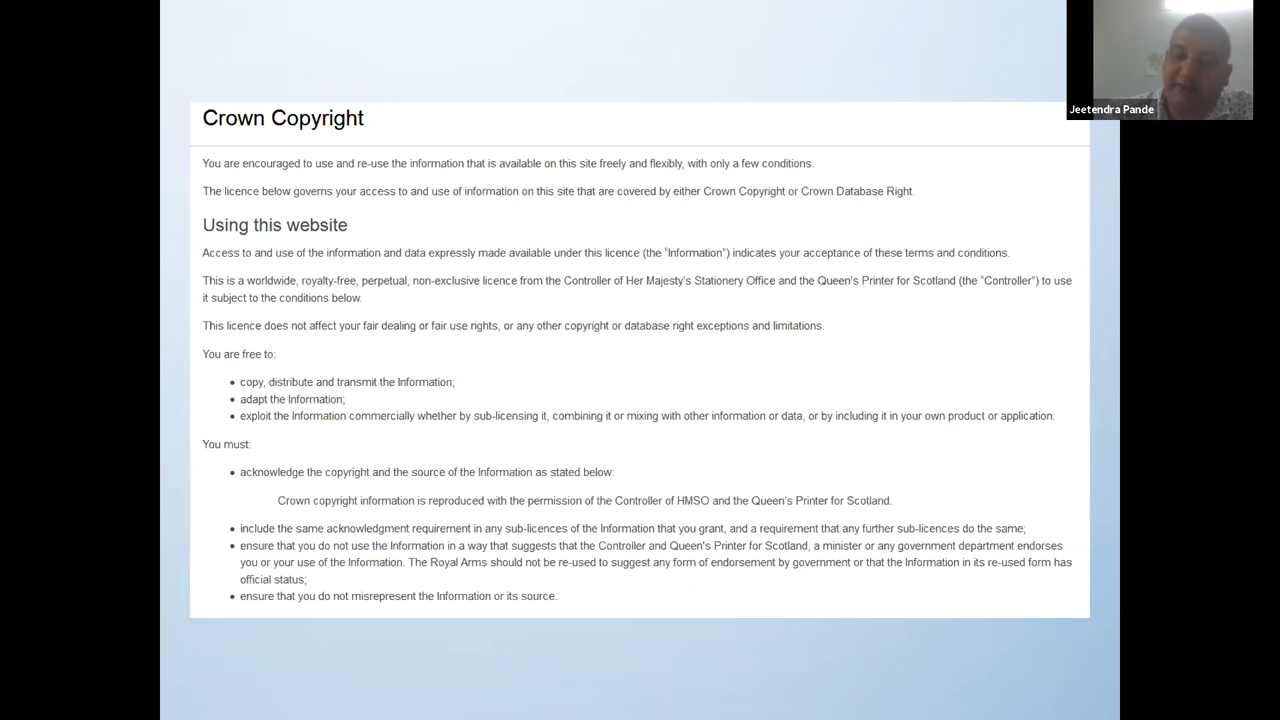 Jeetendra Pande
Crown Copyright
You are encouraged to use and re-use the information that is available on this site freely and flexibly, with only a few conditions.
The licence below governs your access to and use of information on this site that are covered by either Crown Copyright or Crown Database Right.
Using this website
Access to and use of the information and data expressly made available under this licence (the “Information”) indicates your acceptance of these terms and conditions.
This is a worldwide, royalty-free, perpetual, non-exclusive licence from the Controller of Her Majesty’s Stationery Office and the Queen’s Printer for Scotland (the “Controller”) to use
it subject to the conditions below.
This licence does not affect your fair dealing or fair use rights, or any other copyright or database right exceptions and limitations.
You are free to:
• copy, distribute and transmit the Information;
• adapt the Information;
• exploit the Information commercially whether by sub-licensing it, combining it or mixing with other information or data, or by including it in your own product or application.
You must:
• acknowledge the copyright and the source of the Information as stated below:
Crown copyright information is reproduced with the permission of the Controller of HMSO and the Queen’s Printer for Scotland.
• include the same acknowledgment requirement in any sub-licences of the Information that you grant, and a requirement that any further sub-licences do the same;
• ensure that you do not use the Information in a way that suggests that the Controller and Queen's Printer for Scotland, a minister or any government department endorses
you or your use of the Information. The Royal Arms should not be re-used to suggest any form of endorsement by government or that the Information in its re-used form has
official status;
• ensure that you do not misrepresent the Information or its source.